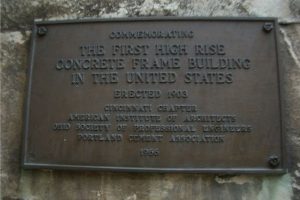 COMMEMORATING
THE FIRST HIGH RISE
CONCRETE FRAME BUILDING
IN THE UNITED STATES
ERECTED 1903
CINCINNATI CHAPTER
AMERICAN INSTITUTE OF ARCHITECTS
OHIO SOCIETY OF PROFESSIONAL ENGINEERS
PORTLAND CEMENT ASSOCIATION
1966